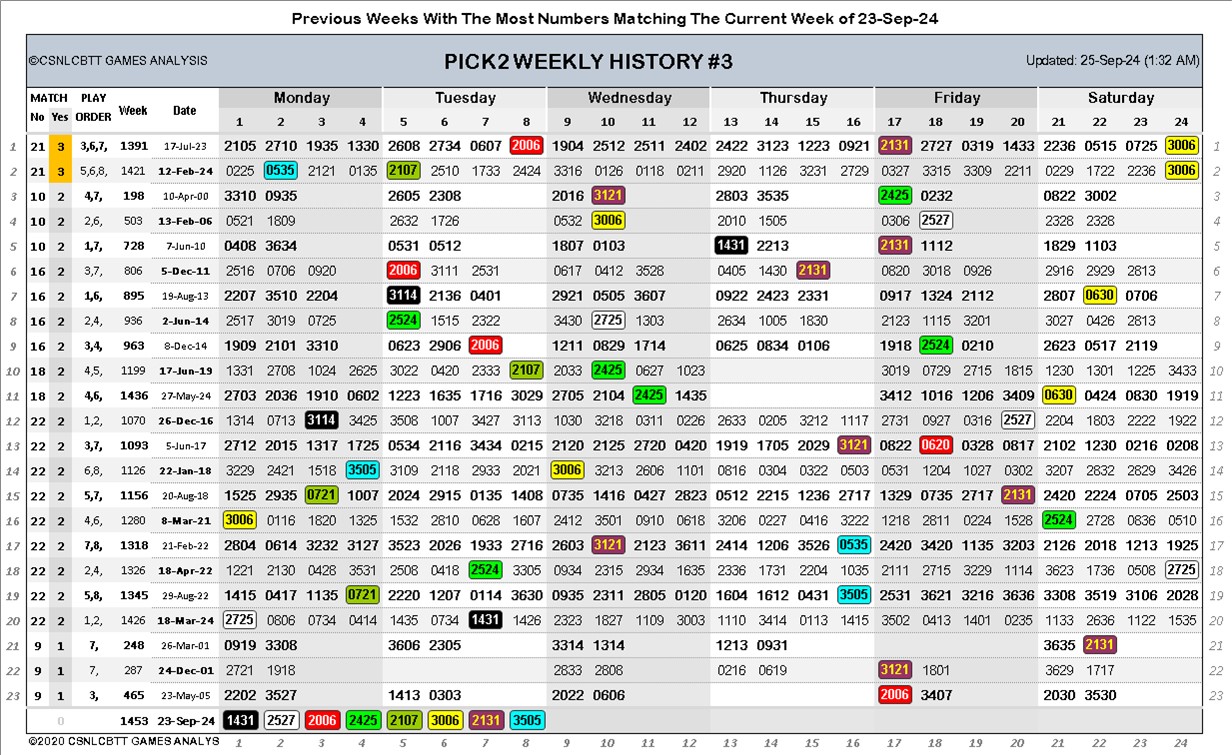 Previous Weeks With The Most Numbers Matching The Current Week of 23-Sep-24
©CSNLCBTT GAMES ANALYSIS PICK2 WEEKLY HISTORY #3 Updated: 25-Sep-24 (1:32 AM)
MATCH PLAY Week Date Monday Tuesday Wednesday Thursday Friday Saturday
No Yes ORDER 1 2 3 4 5 6 7 8 9 10 11 12 13 14 15 16 17 18 19 20 21 22 23 24
1 21 3 3,6,7, 1391 17-Jul-23 2105 2710 1935 1330 2608 2734 0607 2006 1904 2512 2511 2402 2422 3123 1223 0921 2131 2727 0319 1433 2236 0515 0725 3006 1
2 21 3 5,6,8, 1421 12-Feb-24 0225 0535 2121 0135 2107 2510 1733 2424 3316 0126 0118 0211 2920 1126 3231 2729 0327 3315 3309 2211 0229 1722 2236 3006 2
3 10 2 4,7, 198 10-Apr-00 3310 0935 2605 2308 2016 3121 2803 3535 2425 0232 0822 3002 3
4 10 2 2,6, 503 13-Feb-06 0521 1809 2632 1726 0532 3006 2010 1505 0306 2527 2328 2328 4
5 10 2 1,7, 728 7-Jun-10 0408 3634 0531 0512 1807 0103 1431 2213 2131 1112 1829 1103 5
6 16 2 3,7, 806 5-Dec-11 2516 0706 0920 2006 3111 2531 0617 0412 3528 0405 1430 2131 0820 3018 0926 2916 2929 2813 6
7 16 2 1,6, 895 19-Aug-13 2207 3510 2204 3114 2136 0401 2921 0505 3607 0922 2423 2331 0917 1324 2112 2807 0630 0706 7
8 16 2 2,4, 936 2-Jun-14 2517 3019 0725 2524 1515 2322 3430 2725 1303 2634 1005 1830 2123 1115 3201 3027 0426 2813 8
9 16 2 3,4, 963 8-Dec-14 1909 2101 3310 0623 2906 2006 1211 0829 1714 0625 0834 0106 1918 2524 0210 2623 0517 2119 9
10 18 2 4,5, 1199 17-Jun-19 1331 2708 1024 2625 3022 0420 2333 2107 2033 2425 0627 1023 3019 0729 2715 1815 1230 1301 1225 3433 10
11 18 2 4,6, 1436 27-May-24 2703 2036 1910 0602 1223 1635 1716 3029 2705 2104 2425 1435 3412 1016 1206 3409 0630 0424 0830 1919 11
12 22 2 1,2, 1070 26-Dec-16 1314 0713 3114 3425 3508 1007 3427 3113 1030 3218 0311 0226 2633 0205 3212 1117 2731 0927 0316 2527 2204 1803 2222 1922 12
13 22 2 3,7, 1093 5-Jun-17 2712 2015 1317 1725 0534 2116 3434 0215 2120 2125 2720 0420 1919 1705 2029 3121 0822 0620 0328 0817 2102 1230 0216 0208 13
14 22 2 6,8, 1126 22-Jan-18 3229 2421 1518 3505 3109 2118 2933 2021 3006 3213 2606 1101 0816 0304 0322 0503 0531 1204 1027 0302 3207 2832 2829 3426 14
15 22 2 5,7, 1156 20-Aug-18 1525 2935 0721 1007 2024 2915 0135 1408 0735 1416 0427 2823 0512 2215 1236 2717 1329 0735 2717 2131 2420 2224 0705 2503 15
16 22 2 4,6, 1280 8-Mar-21 3006 0116 1820 1325 1532 2810 0628 1607 2412 3501 0910 0618 3206 0227 0416 3222 1218 2811 0224 1528 2524 2728 0836 0510 16
17 22 2 7,8, 1318 21-Feb-22 2804 0614 3232 3127 3523 2026 1933 2716 2603 3121 2123 3611 2414 1206 3526 0535 2420 3420 1135 3203 2126 2018 1213 1925 17
18 22 2 2,4, 1326 18-Apr-22 1221 2130 0428 3531 2508 0418 2524 3305 0934 2315 2934 1635 2336 1731 2204 1035 2111 2715 3229 1114 3623 1736 0508 2725 18
19 22 2 5,8, 1345 29-Aug-22 1415 0417 1135 0721 2220 1207 0114 3630 0935 2311 2805 0120 1604 1612 0431 3505 2531 3621 3216 3636 3308 3519 3106 2028 19
20 22 2 1,2, 1426 18-Mar-24 2725 0806 0734 0414 1435 0734 1431 1426 2323 1827 1109 3003 1110 3414 0113 1415 3502 0413 1401 0235 1133 2636 1122 1535 20
21 9 1 7, 248 26-Mar-01 0919 3308 3606 2305 3314 1314 1213 0931 3635 2131 21
22 9 1 7, 287 24-Dec-01 2721 1918 2833 2808 0216 0619 3121 1801 3629 1717 22
23 9 1 3, 465 23-May-05 2202 3527 1413 0303 2022 0606 2006 3407 2030 3530 23
0 1453 23-Sep-24 1431 2527 2006 2425 2107 3006 2131 3505
©2020 CSNLCBTT GAMES ANALYS 1 2 3 4 5 6 7 8 9 10 11 12 13 14 15 16 17 18 19 20 21 22 23 24